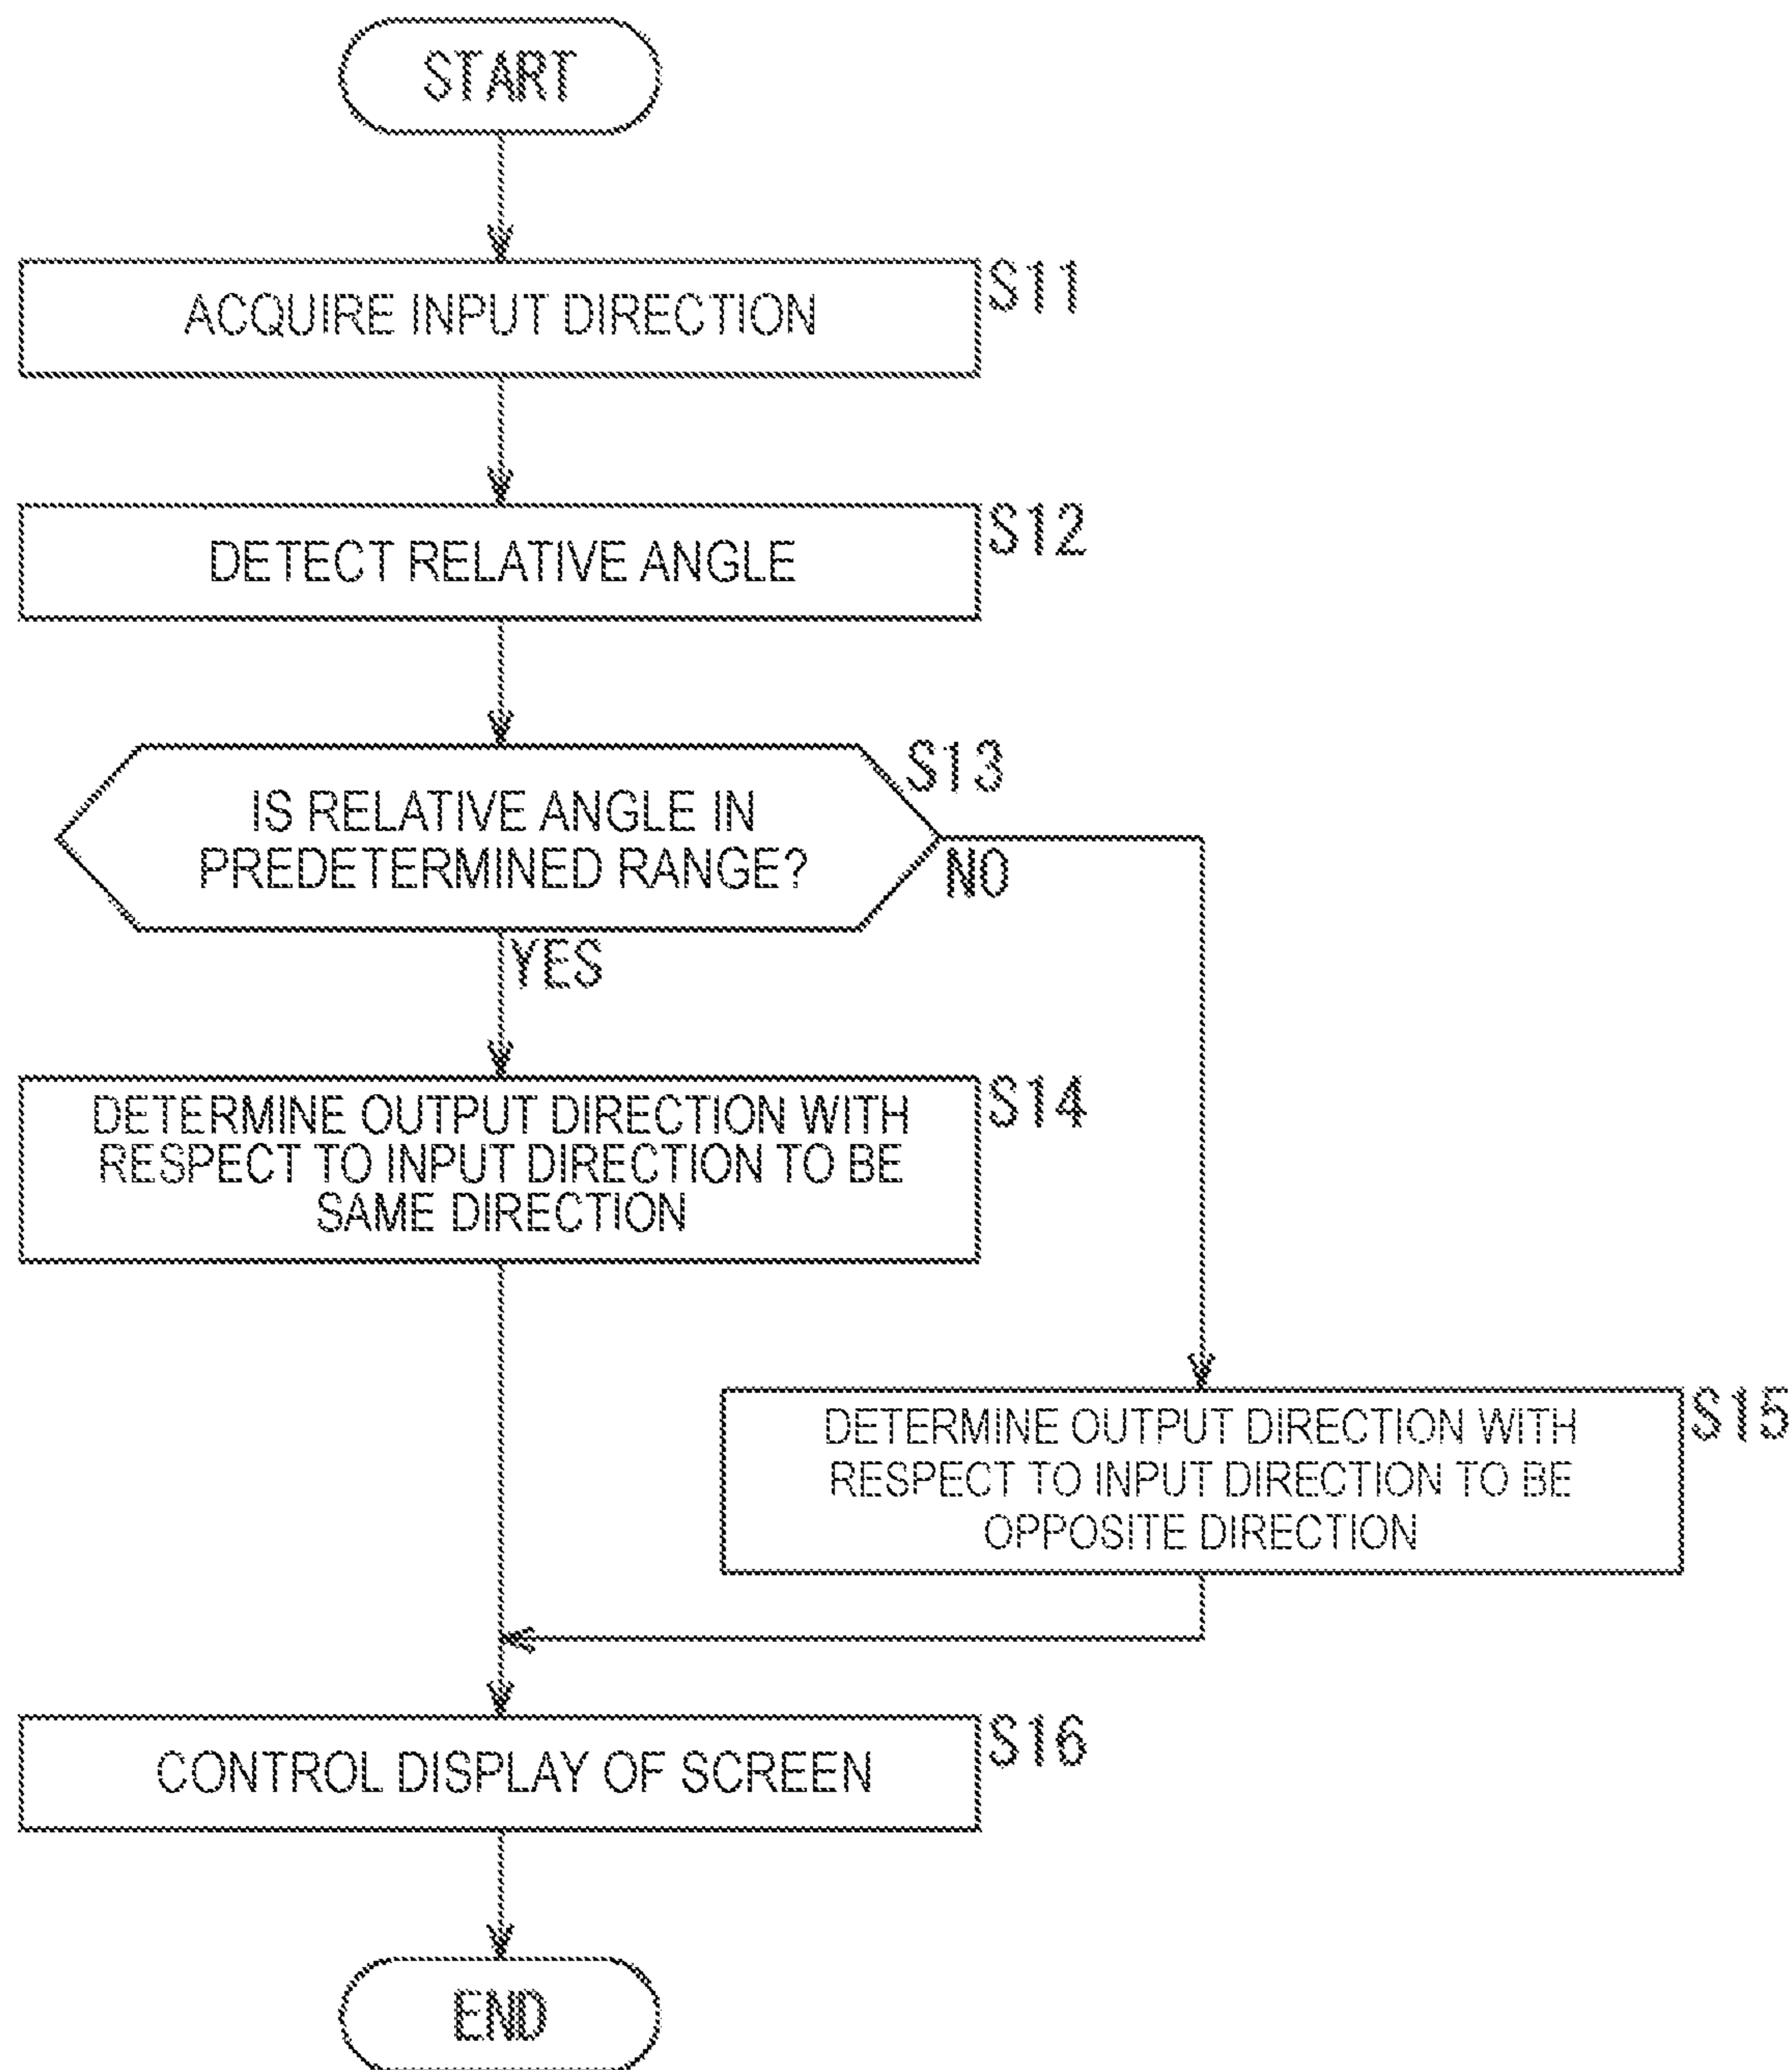 START
S11
ACQUIRE INPUT DIRECTION
S12
DETECT RELATIVE ANGLE
S13
IS RELATIVE ANGLE IN
PREDETERMINED RANGE?
NO
YES
S14
DETERMINE OUTPUT DIRECTION WITH
RESPECT TO INPUT DIRECTION TO BE
SAME DIRECTION
S15
DETERMINE OUTPUT DIRECTION WITH
RESPECT TO INPUT DIRECTION TO BE
OPPOSITE DIRECTION
S16
CONTROL DISPLAY OF SCREEN
END